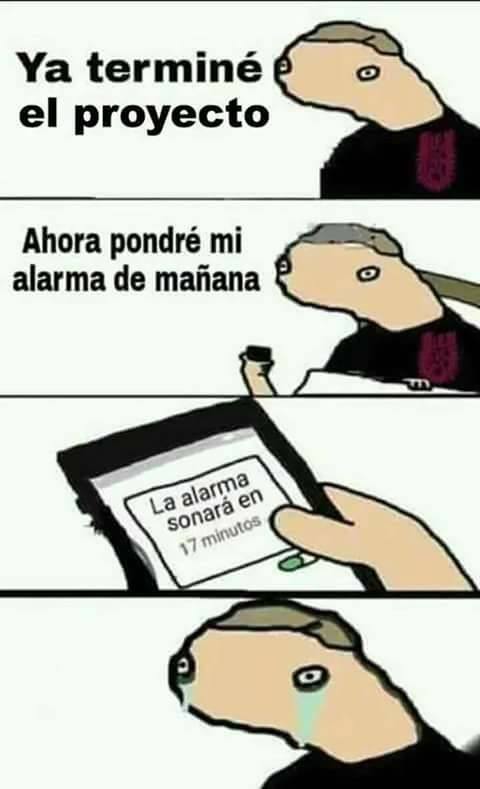 Ya terminé
el proyecto
Ahora pondré mi
alarma de mañana
La alarma
sonará en
17 minutos